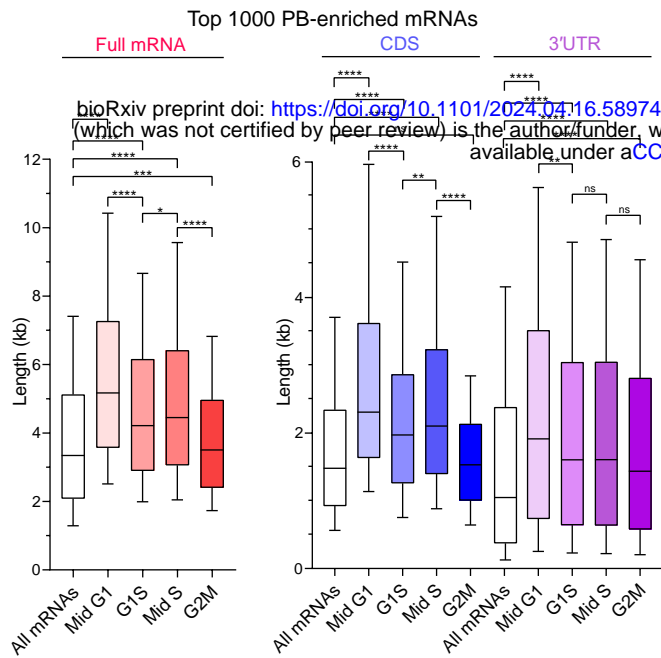 Top 1000 PB-enriched mRNAs
Full mRNA
CDS
3'UTR
bioRxiv preprint doi: https://doi.org/10.1101/2024.04.16.58974
(which was not certified by peer review) is the author/funder, w
available under aCC
Length (kb)
12
10
8
6
4
2
0
****
****
****
***
****
*
****
All mRNAs
Mid G1
G1S
Mid S
G2M
Length (kb)
6
4
2
0
****
****
****
ns
****
**
****
****
****
****
****
**
ns
ns
All mRNAs
Mid G1
G1S
Mid S
G2M
All mRNAs
Mid G1
G1S
Mid S
G2M